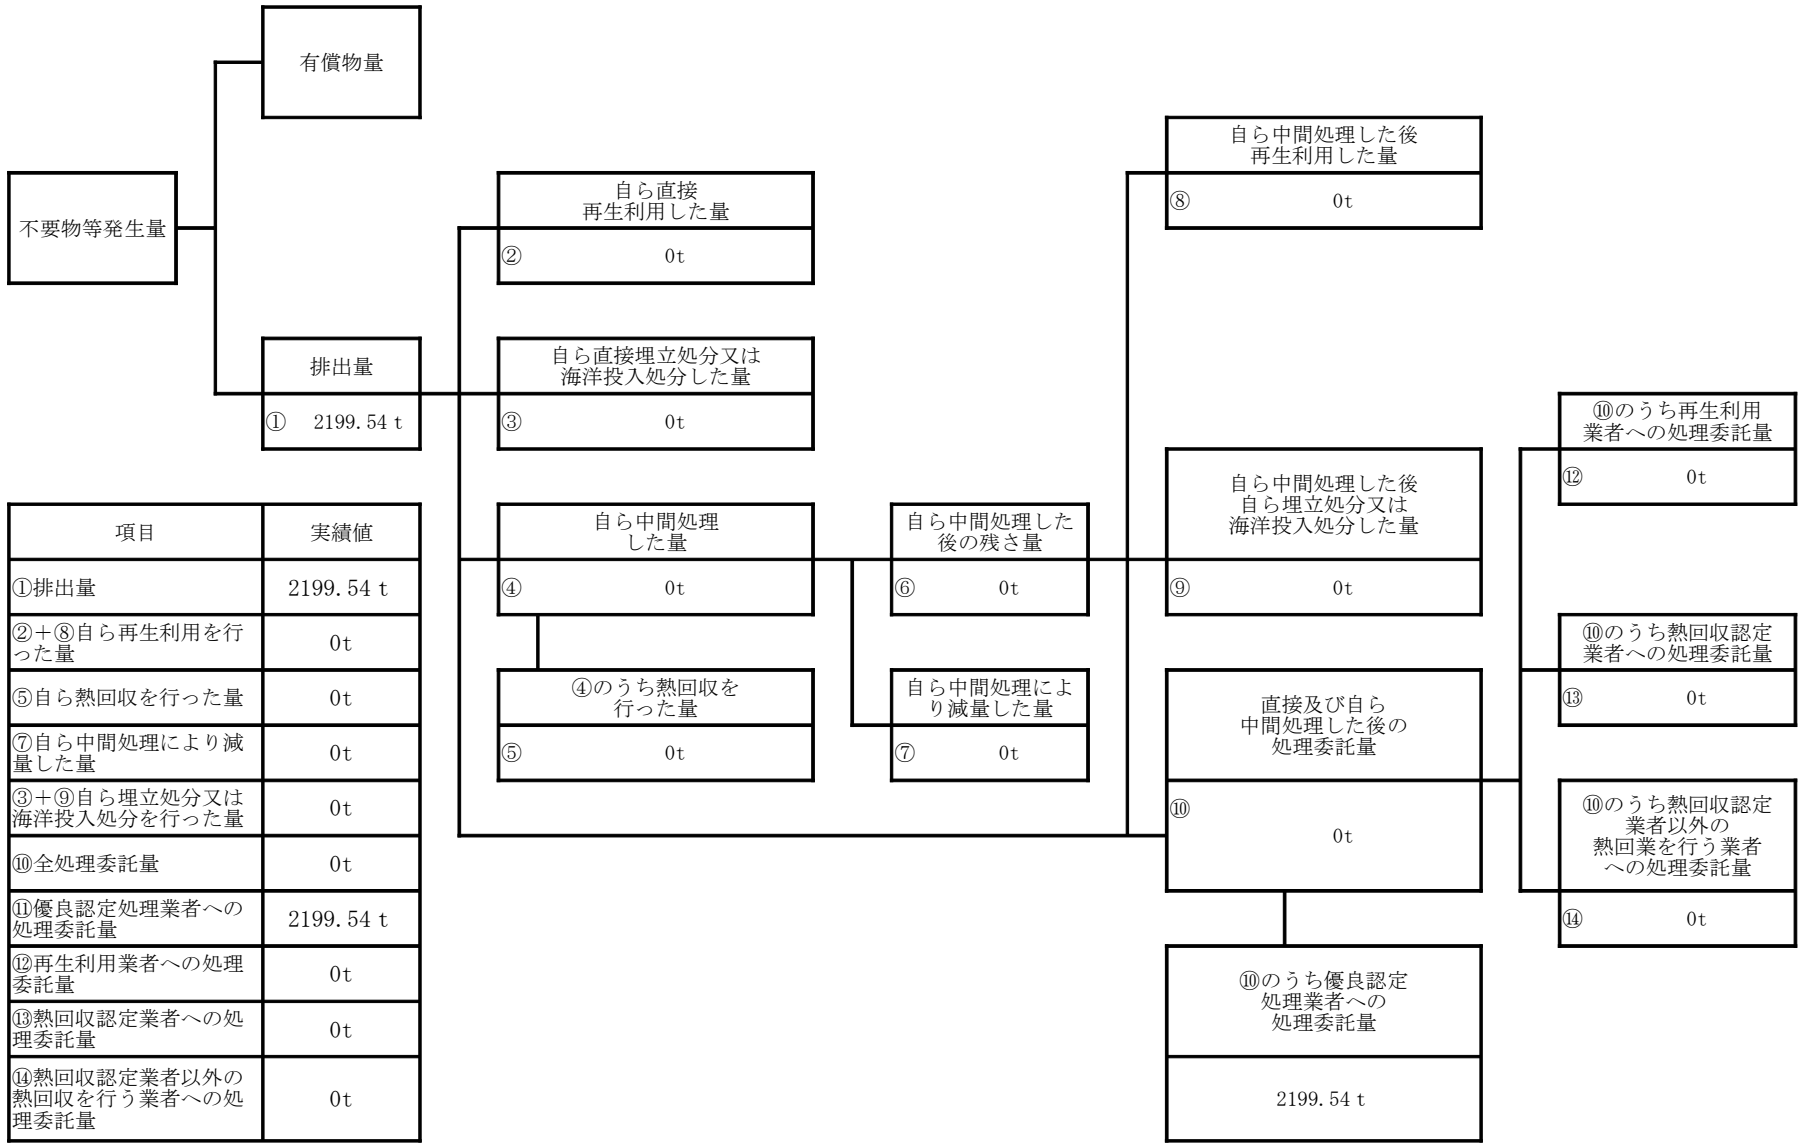 有償物量
不要物等発生量
排出量
① 2199.54 t
自ら直接
再生利用した量
② 0t
自ら直接埋立処分又は
海洋投入処分した量
③ 0t
自ら中間処理
した量
④ 0t
④のうち熱回収を
行った量
⑤ 0t
自ら中間処理した
後の残さ量
⑥ 0t
自ら中間処理によ
り減量した量
⑦ 0t
自ら中間処理した後
再生利用した量
⑧ 0t
自ら中間処理した後
自ら埋立処分又は
海洋投入処分した量
⑨ 0t
直接及び自ら
中間処理した後の
処理委託量
⑩
0t
⑩のうち優良認定
処理業者への
処理委託量
2199.54 t
⑩のうち再生利用
業者への処理委託量
⑫ 0t
⑩のうち熱回収認定
業者への処理委託量
⑬ 0t
⑩のうち熱回収認定
業者以外の
熱回業を行う業者
への処理委託量
⑭ 0t
項目 実績値
①排出量 2199.54 t
②＋⑧自ら再生利用を行
った量 0t
⑤自ら熱回収を行った量 0t
⑦自ら中間処理により減
量した量 0t
③＋⑨自ら埋立処分又は
海洋投入処分を行った量 0t
⑩全処理委託量 0t
⑪優良認定処理業者への
処理委託量 2199.54 t
⑫再生利用業者への処理
委託量 0t
⑬熱回収認定業者への処
理委託量 0t
⑭熱回収認定業者以外の
熱回収を行う業者への処
理委託量 0t